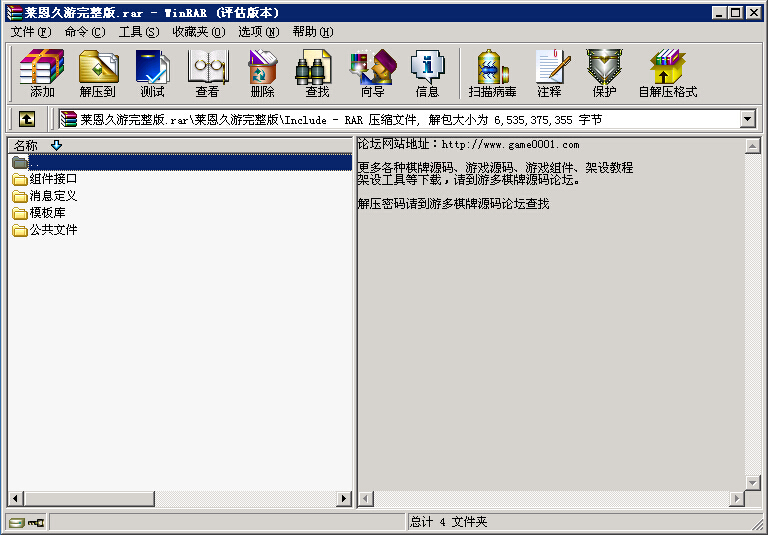 莱恩久游完整版.rar - WinRAR (评估版本)
文件(F) 命令(C) 工具(S) 收藏夹(O) 选项(N) 帮助(H)
添加 解压到 测试 查看 删除 查找 向导 信息 扫描病毒 注释 保护 自解压格式
莱恩久游完整版.rar\莱恩久游完整版\Include - RAR 压缩文件, 解包大小为 6,535,375,355 字节
名称
..
组件接口
消息定义
模板库
公共文件
论坛网站地址：http://www.game0001.com
更多各种棋牌源码、游戏源码、游戏组件、架设教程
架设工具等下载，请到游多棋牌源码论坛。
解压密码请到游多棋牌源码论坛查找
总计 4 文件夹